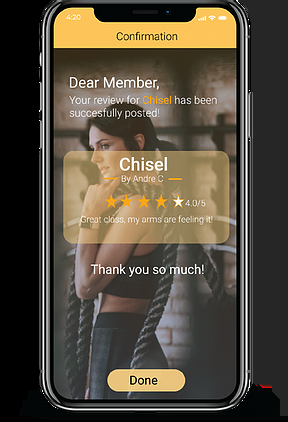 4:20
Confirmation
Dear Member,
Your review for Chisel has been
succesfully posted!
Chisel
By Andre C
4.0/5
Great class, my arms are feeling it!
Thank you so much!
Done